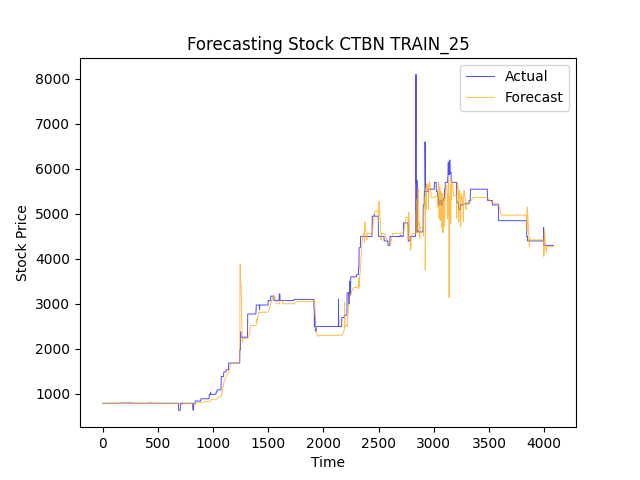 Forecasting Stock CTBN TRAIN_25
Actual
Forecast
Stock Price
8000
7000
6000
5000
4000
3000
2000
1000
0 500 1000 1500 2000 2500 3000 3500 4000
Time